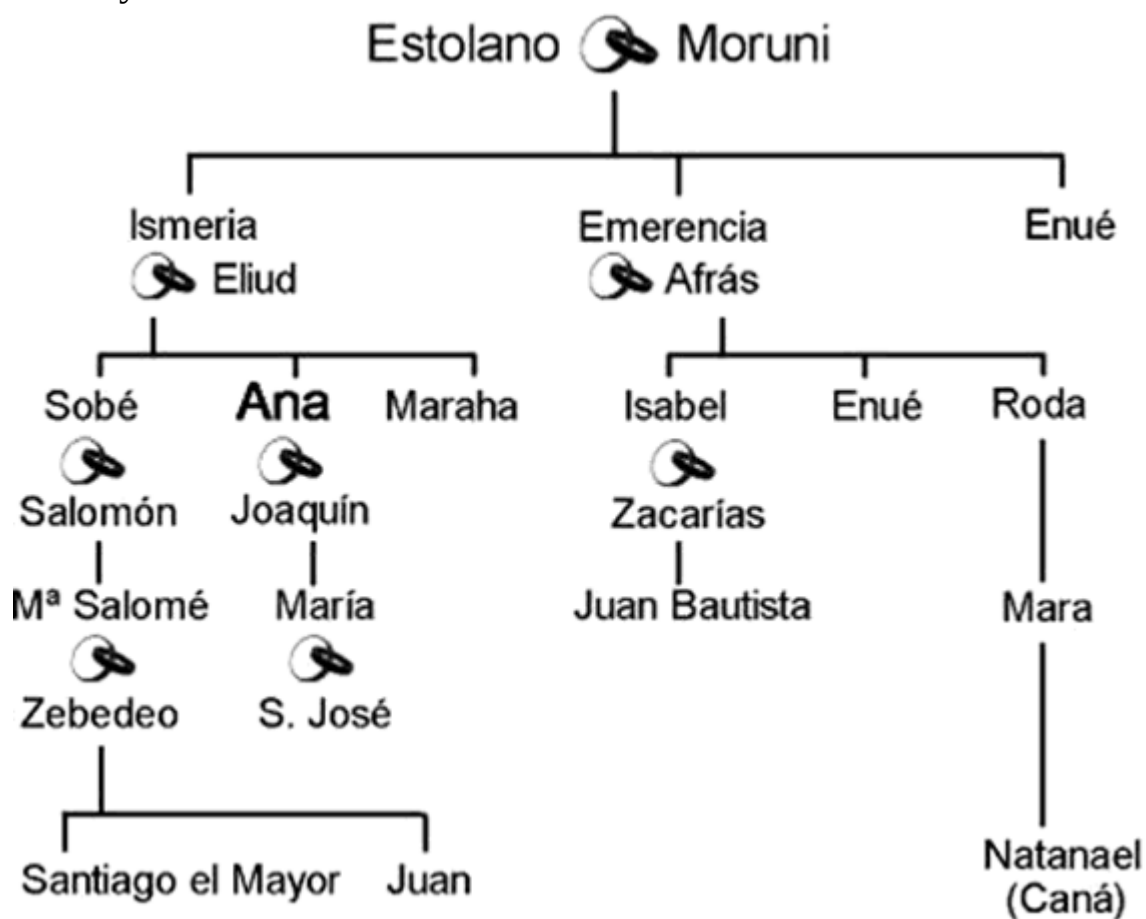 Estolano Moruni
Ismeria Emerencia Enué
Eliud Afrás
Sobé Ana Maraha Isabel Enué Roda
Salomón Joaquín Zacarías
Mª Salomé María Juan Bautista Mara
Zebedeo S. José
Santiago el Mayor Juan Natanael
(Caná)